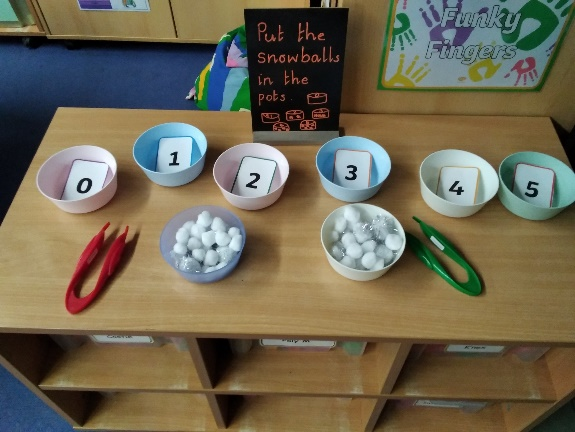 Funky
Fingers
Put the
snowballs
in the
pots.
0
1
2
3
4
5